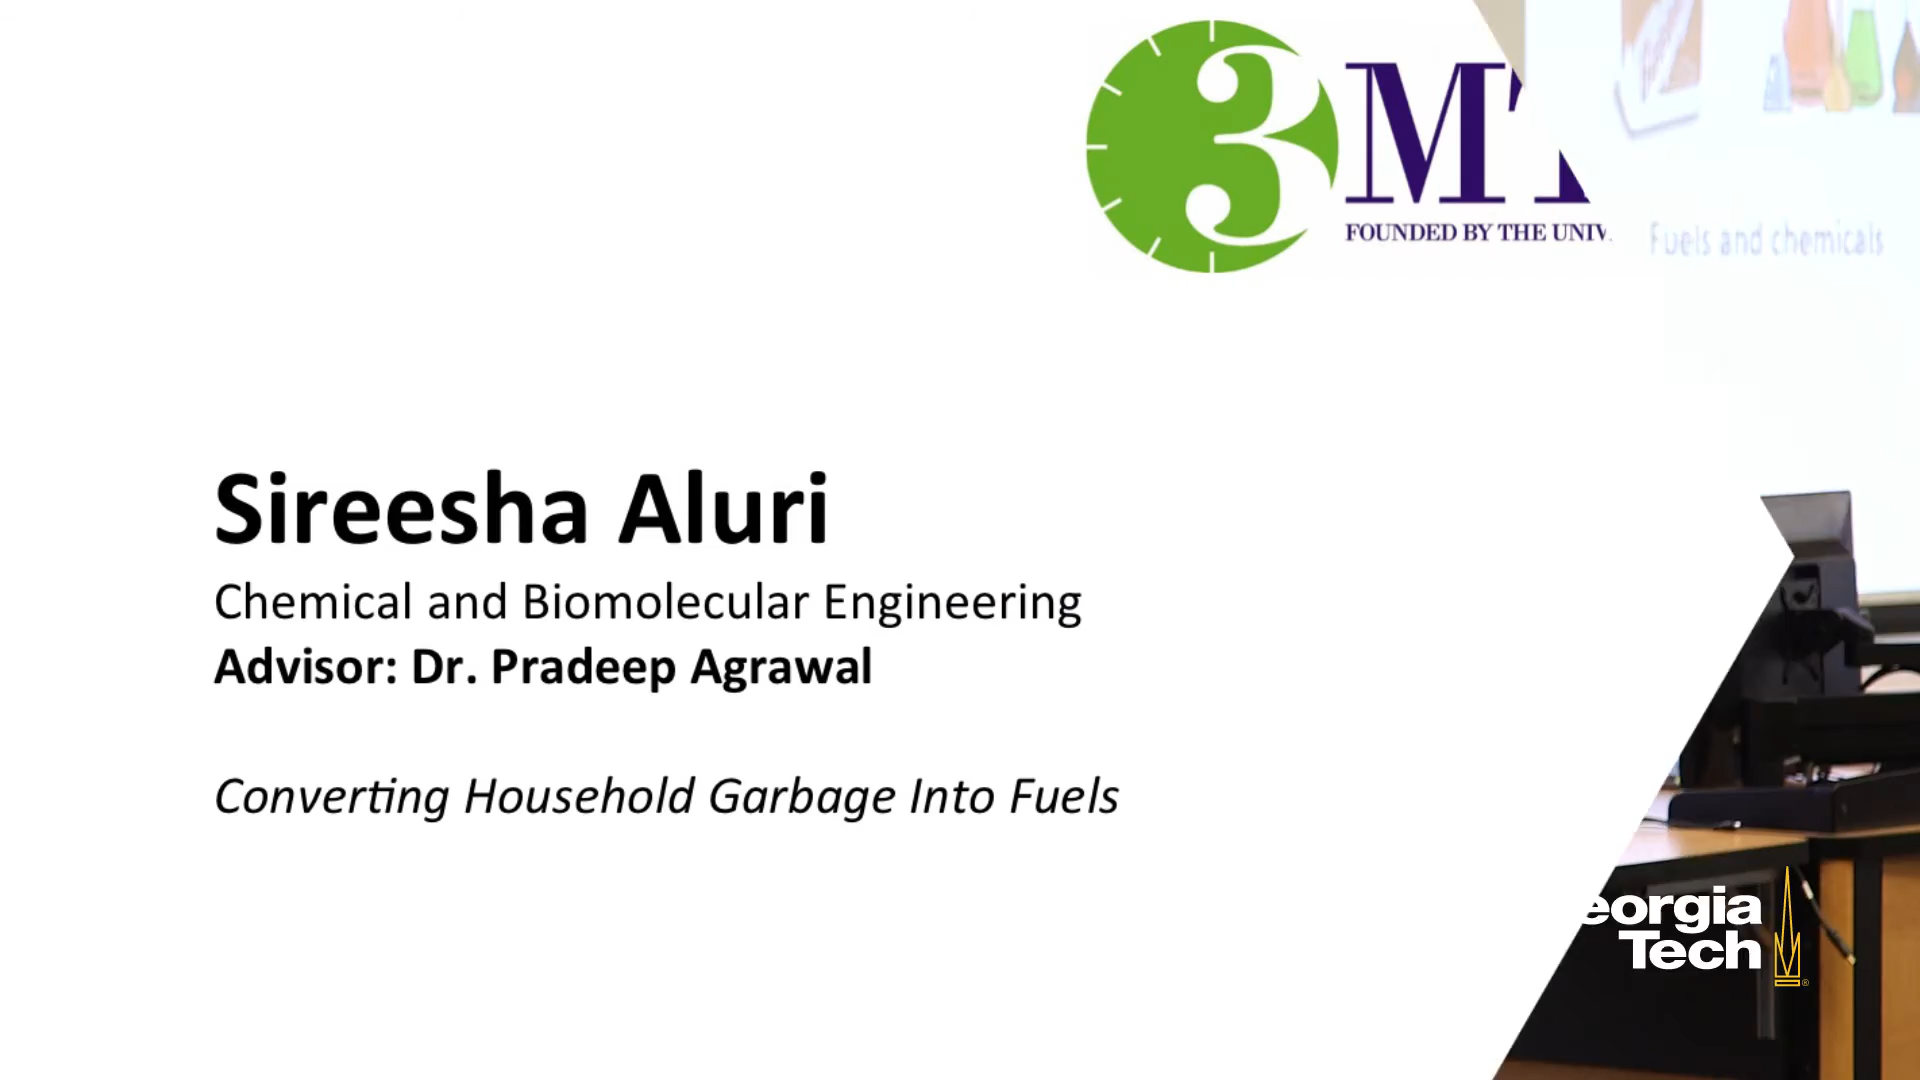 3MT
FOUNDED BY THE UNIV
Fuels and chemicals
Sireesha Aluri
Chemical and Biomolecular Engineering
Advisor: Dr. Pradeep Agrawal
Converting Household Garbage Into Fuels
eorgia
Tech